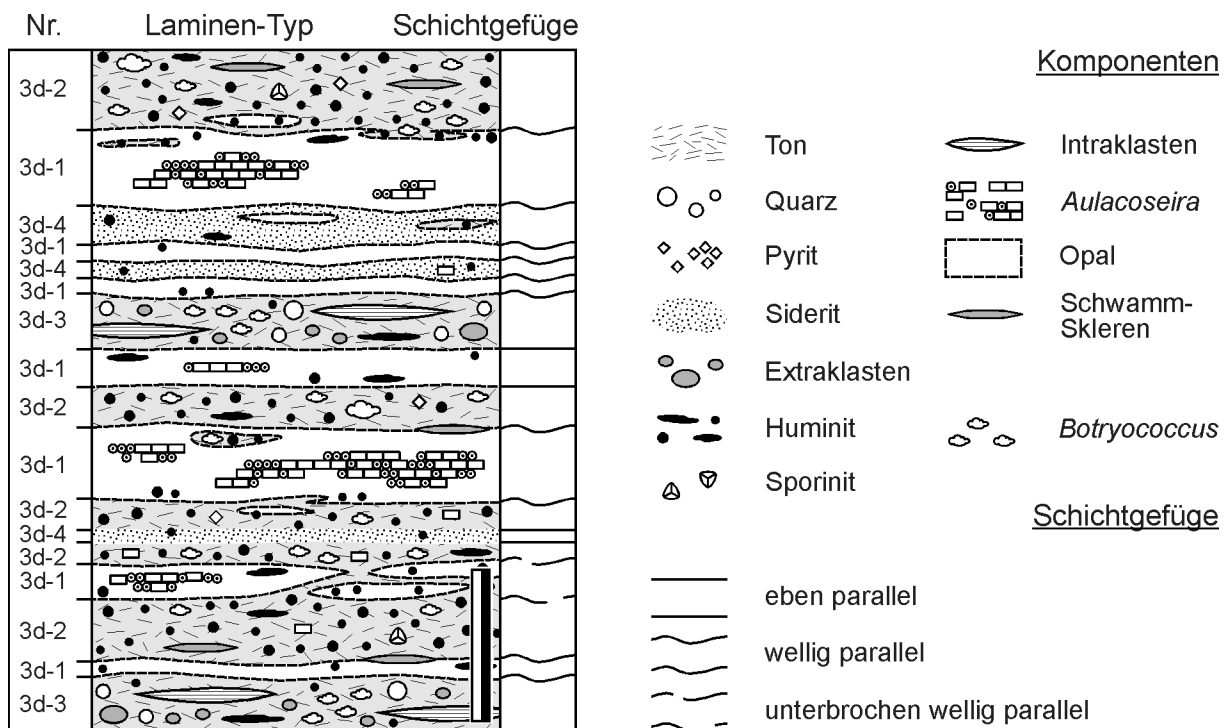 Nr. Laminen-Typ Schichtgefüge
3d-2
3d-1
3d-4
3d-1
3d-4
3d-1
3d-3
3d-1
3d-2
3d-1
3d-2
3d-4
3d-2
3d-1
3d-2
3d-1
3d-3
Komponenten
Ton
Intraklasten
Quarz
Aulacoseira
Pyrit
Opal
Siderit
Schwamm-
Skleren
Extraklasten
Huminit
Botryococcus
Sporinit
Schichtgefüge
eben parallel
wellig parallel
unterbrochen wellig parallel